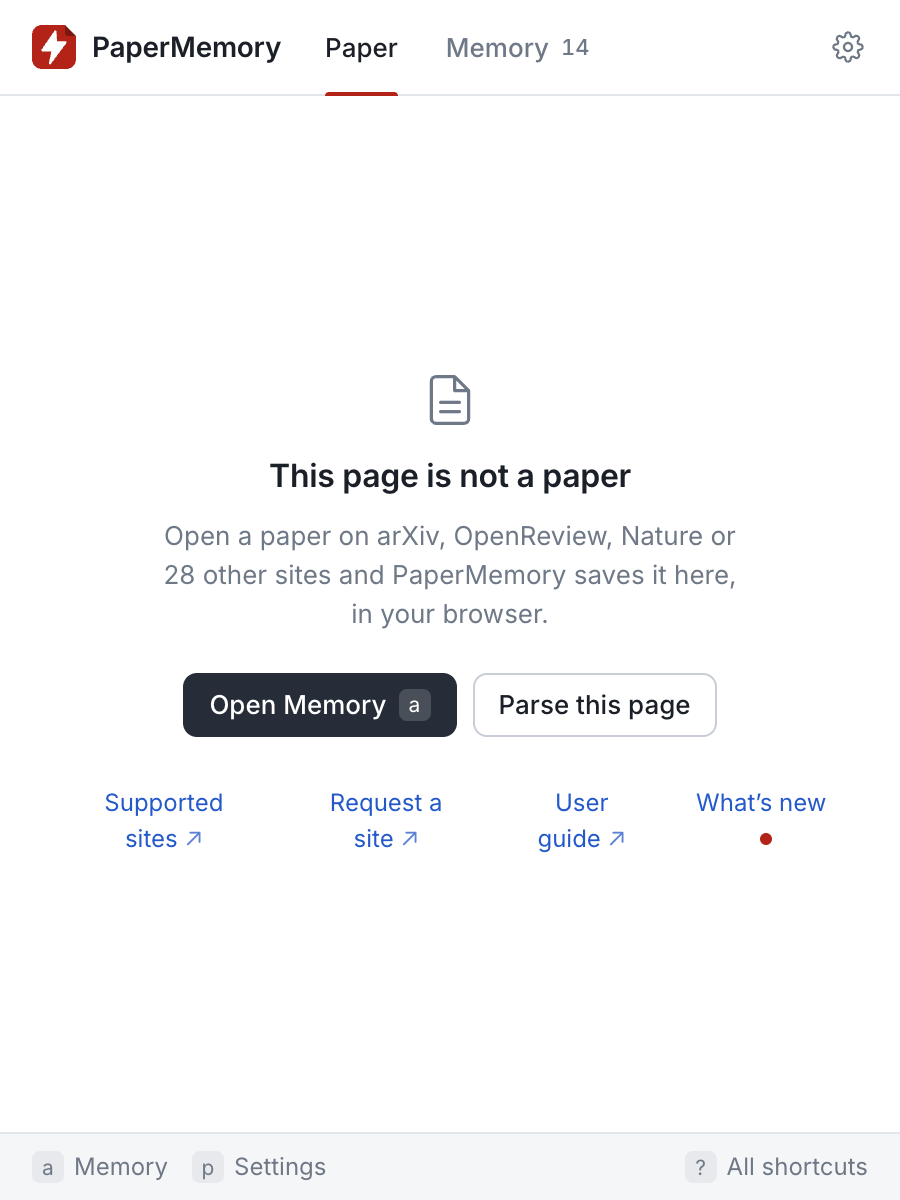 PaperMemory Paper Memory 14
This page is not a paper
Open a paper on arXiv, OpenReview, Nature or
28 other sites and PaperMemory saves it here,
in your browser.
Open Memory a Parse this page
Supported Request a User What’s new
sites ↗ site ↗ guide ↗
a Memory p Settings ? All shortcuts